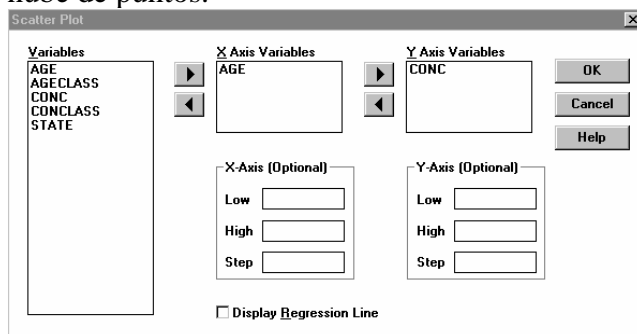 nube de puntos.
Scatter Plot
Variables
AGE
AGECLASS
CONC
CONCLASS
STATE
X Axis Variables
AGE
Y Axis Variables
CONC
OK
Cancel
Help
X-Axis (Optional)
Low
High
Step
Y-Axis (Optional)
Low
High
Step
Display Regression Line